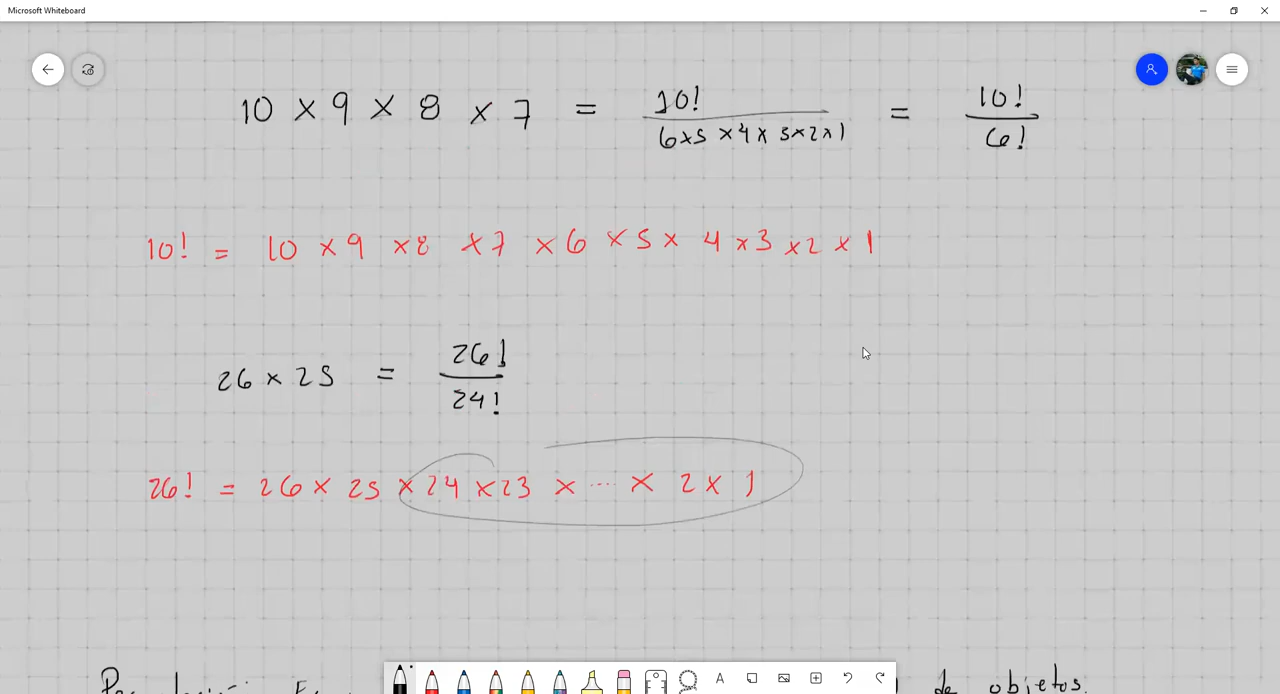 Microsoft Whiteboard
10 × 9 × 8 × 7 = 10! / 6×5×4×3×2×1 = 10! / 6!
10! = 10 ×9 ×8 ×7 ×6 ×5× 4 ×3 ×2 × 1
26 × 25 = 26! / 24!
26! = 26 × 25 × 24 × 23 × ... × 2 × 1
de objetos.